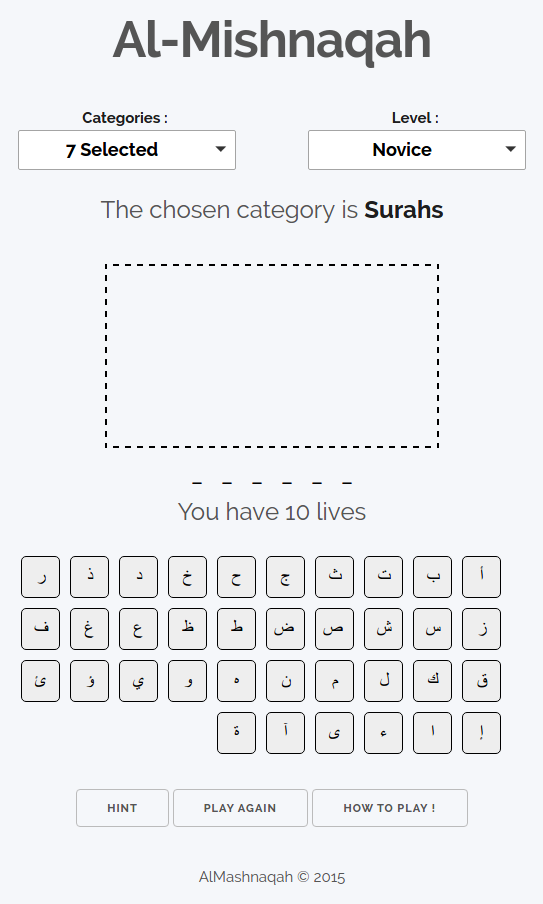 Al-Mishnaqah
Categories : Level :
7 Selected Novice
The chosen category is Surahs
_ _ _ _ _ _
You have 10 lives
أ ب ت ث ج ح خ د ذ ر
ز س ش ص ض ط ظ ع غ ف
ق ك ل م ن ه و ي ؤ ئ
إ ا ء ى آ ة
HINT PLAY AGAIN HOW TO PLAY !
AlMashnaqah © 2015